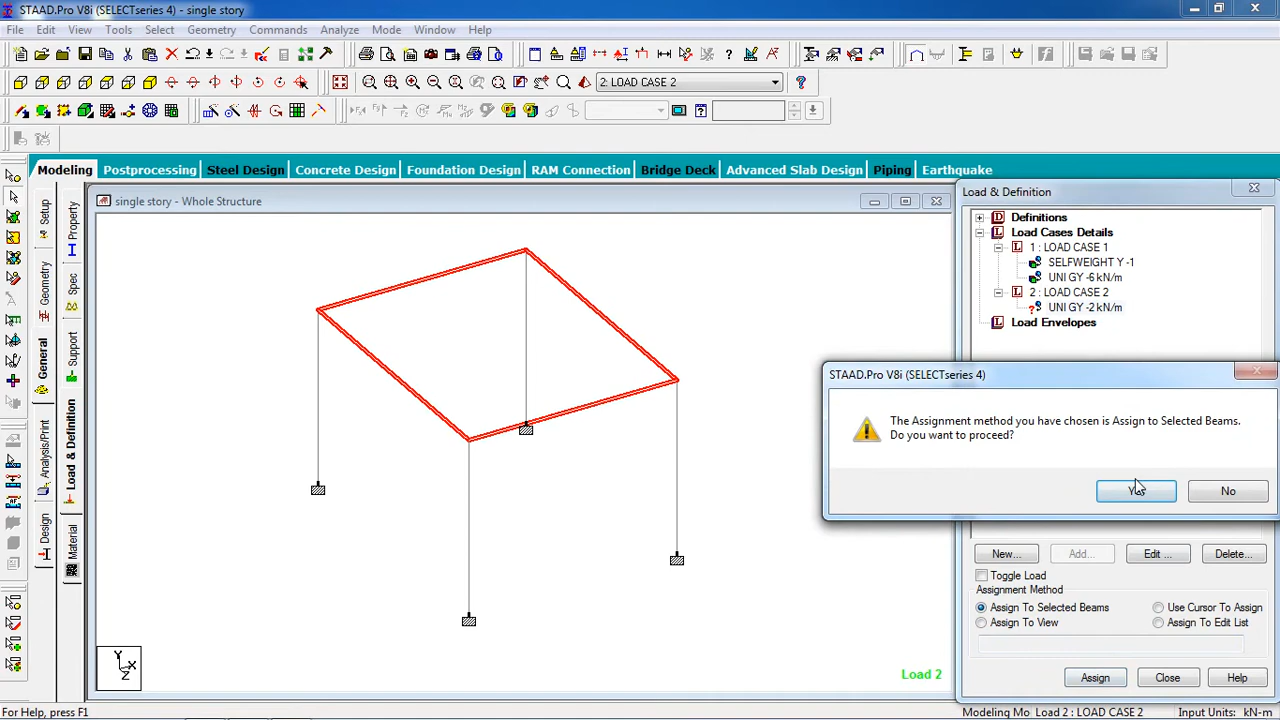 STAAD.Pro V8i (SELECTseries 4) - single story
File Edit View Tools Select Geometry Commands Analyze Mode Window Help
2: LOAD CASE 2
Modeling Postprocessing Steel Design Concrete Design Foundation Design RAM Connection Bridge Deck Advanced Slab Design Piping Earthquake
Setup
Geometry
General
Analysis/Print
Design
Property
Spec
Support
Load & Definition
Material
single story - Whole Structure
Y
X
Z
Load 2
Load & Definition
Definitions
Load Cases Details
1 : LOAD CASE 1
SELFWEIGHT Y -1
UNI GY -6 kN/m
2 : LOAD CASE 2
UNI GY -2 kN/m
Load Envelopes
STAAD.Pro V8i (SELECTseries 4)
The Assignment method you have chosen is Assign to Selected Beams.
Do you want to proceed?
Yes No
New... Add... Edit ... Delete...
Toggle Load
Assignment Method
Assign To Selected Beams Use Cursor To Assign
Assign To View Assign To Edit List
Assign Close Help
For Help, press F1 Modeling Mo Load 2 : LOAD CASE 2 Input Units: kN-m